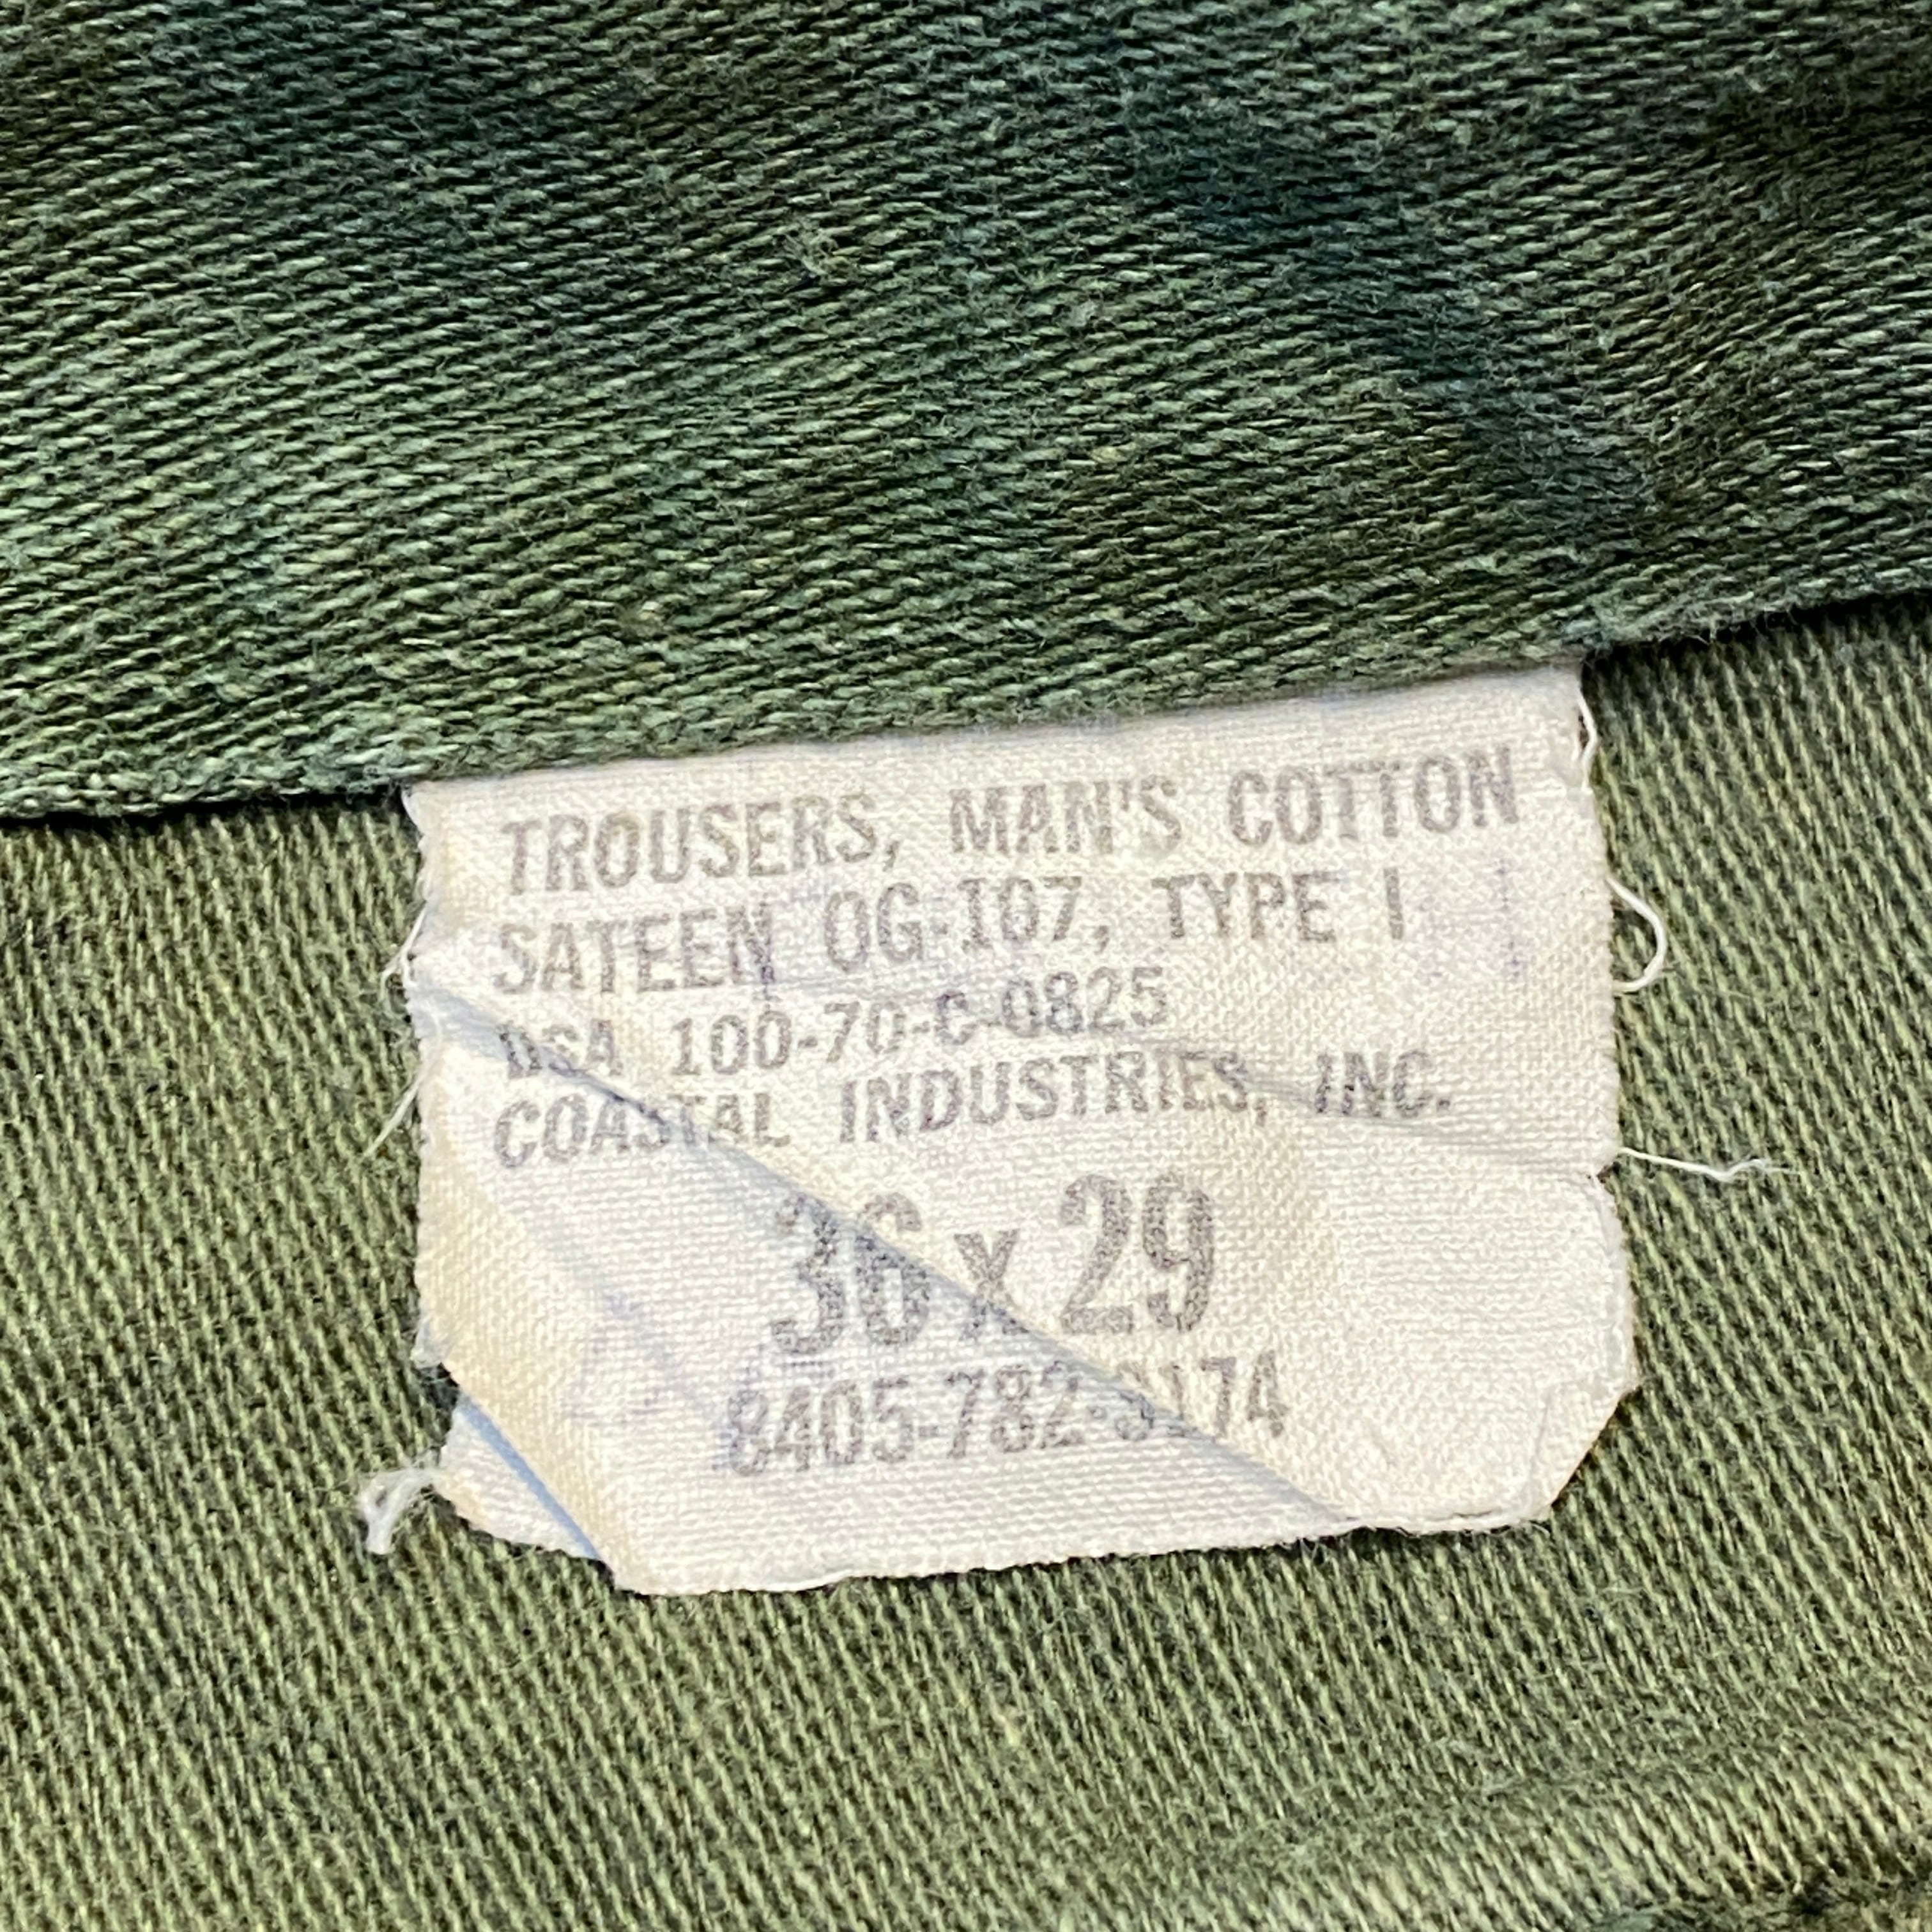 TROUSERS, MAN'S COTTON
SATEEN OG-107, TYPE I
DSA 100-70-C-0825
COASTAL INDUSTRIES, INC.
36 x 29